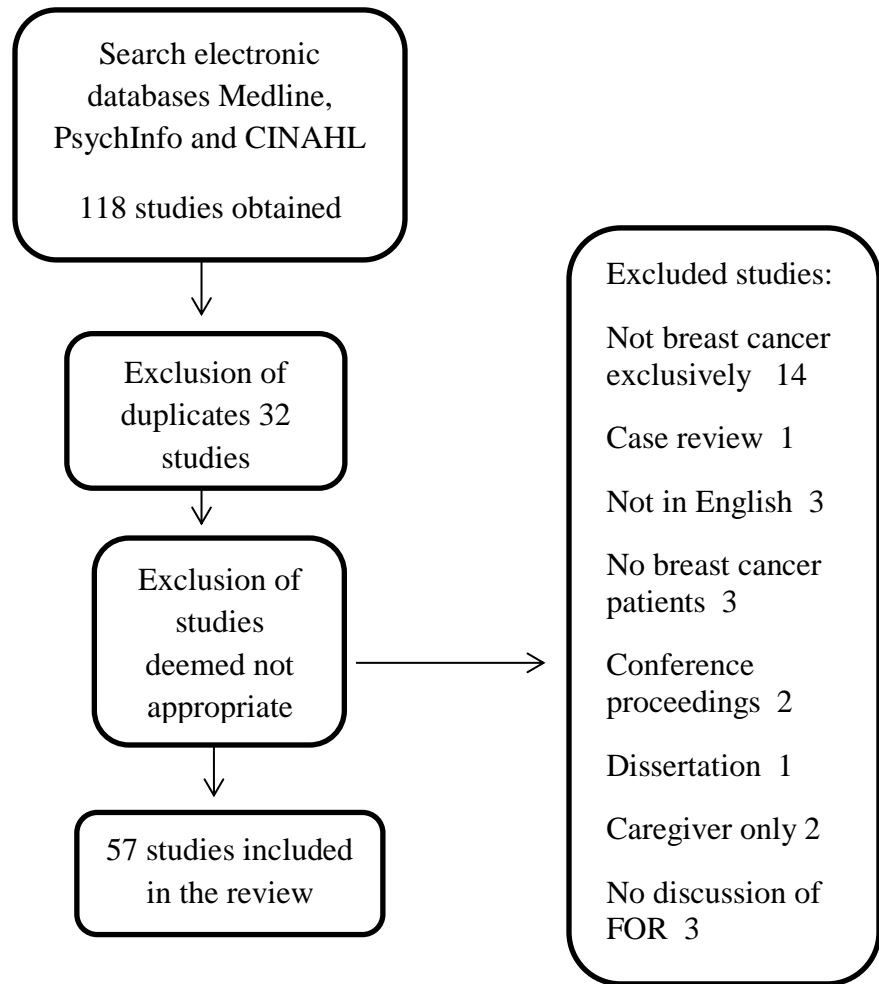 Search electronic
databases Medline,
PsychInfo and CINAHL
118 studies obtained
Exclusion of
duplicates 32
studies
Exclusion of
studies
deemed not
appropriate
57 studies included
in the review
Excluded studies:
Not breast cancer
exclusively 14
Case review 1
Not in English 3
No breast cancer
patients 3
Conference
proceedings 2
Dissertation 1
Caregiver only 2
No discussion of
FOR 3